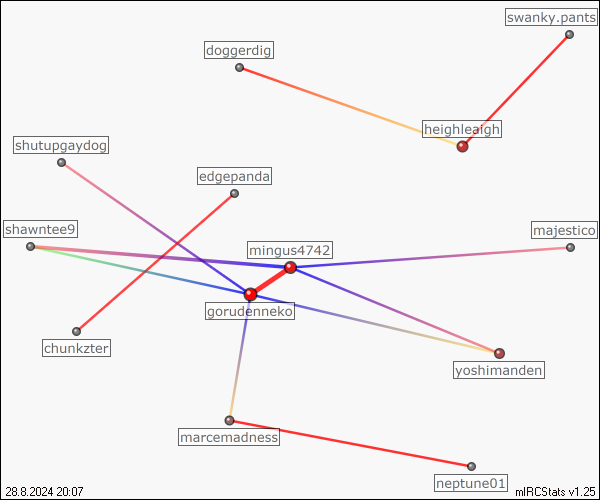 swanky.pants
doggerdig
heighleaigh
shutupgaydog
edgepanda
shawntee9
majestico
mingus4742
gorudenneko
chunkzter
yoshimanden
marcemadness
neptune01
28.8.2024 20:07
mIRCStats v1.25